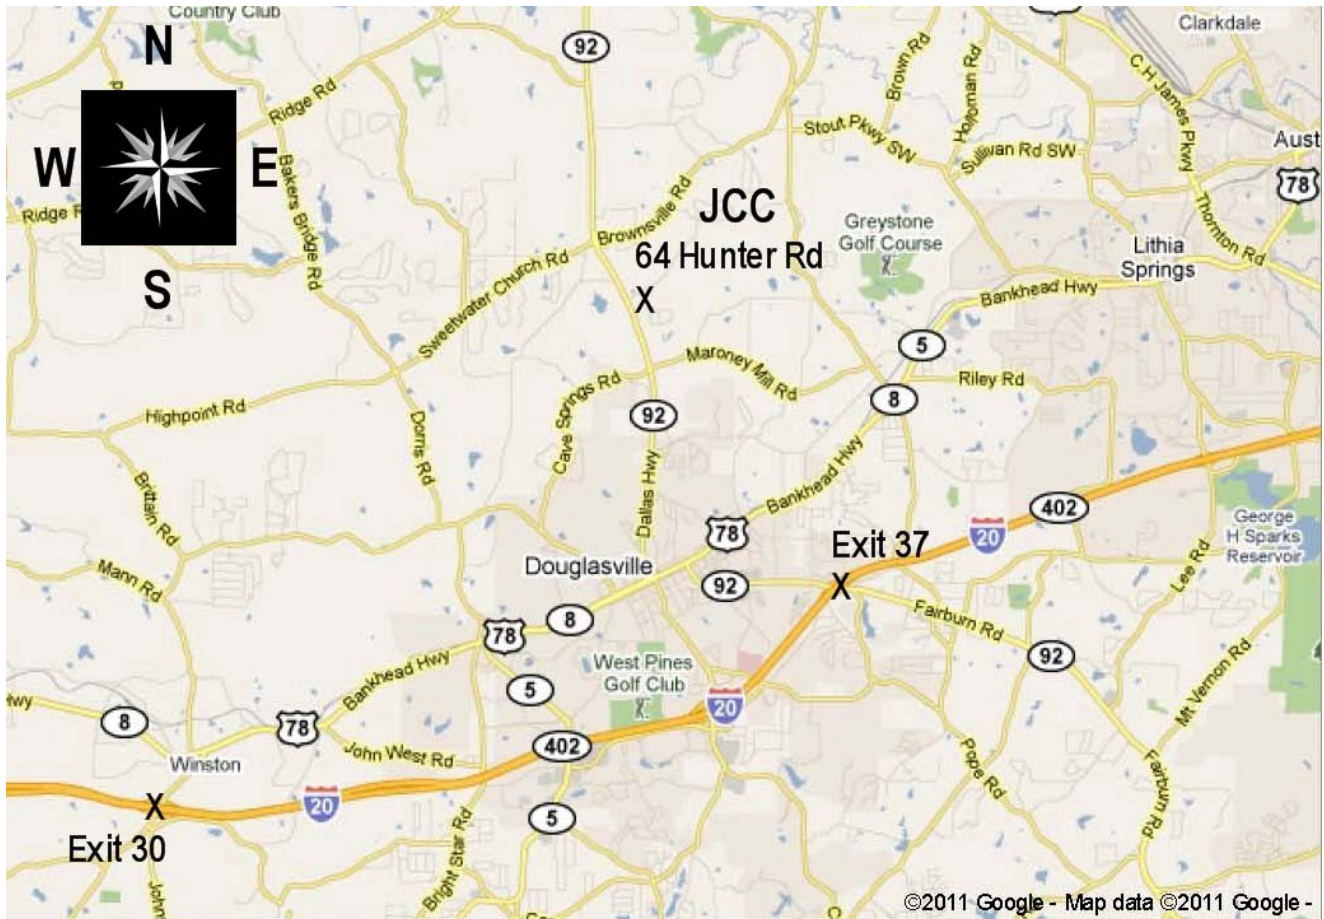 Country Club
N
92
Clarkdale
Brown Rd
Holloman Rd
C.H James Pkwy
Ridge Rd
Stout Pkwy SW
Sullivan Rd SW
Aust
78
W
E
Bakers Bridge Rd
Ridge R
Brownsville Rd
JCC
64 Hunter Rd
X
Greystone
Golf Course
Thornton Rd
Lithia
Springs
S
Sweetwater Church Rd
Bankhead Hwy
5
Maroney Mill Rd
Riley Rd
8
Cave Springs Rd
92
Highpoint Rd
Dorris Rd
Dallas Hwy
Bankhead Hwy
Brittain Rd
78
402
20
George
H Sparks
Reservoir
Exit 37
X
Douglasville
92
Mann Rd
Lee Rd
8
Fairburn Rd
78
92
West Pines
Golf Club
Bankhead Hwy
5
Mt Vernon Rd
20
Hwy
8
78
402
John West Rd
Winston
Pope Rd
Fairburn Rd
X
20
5
Exit 30
Bright Star Rd
John
©2011 Google - Map data ©2011 Google -